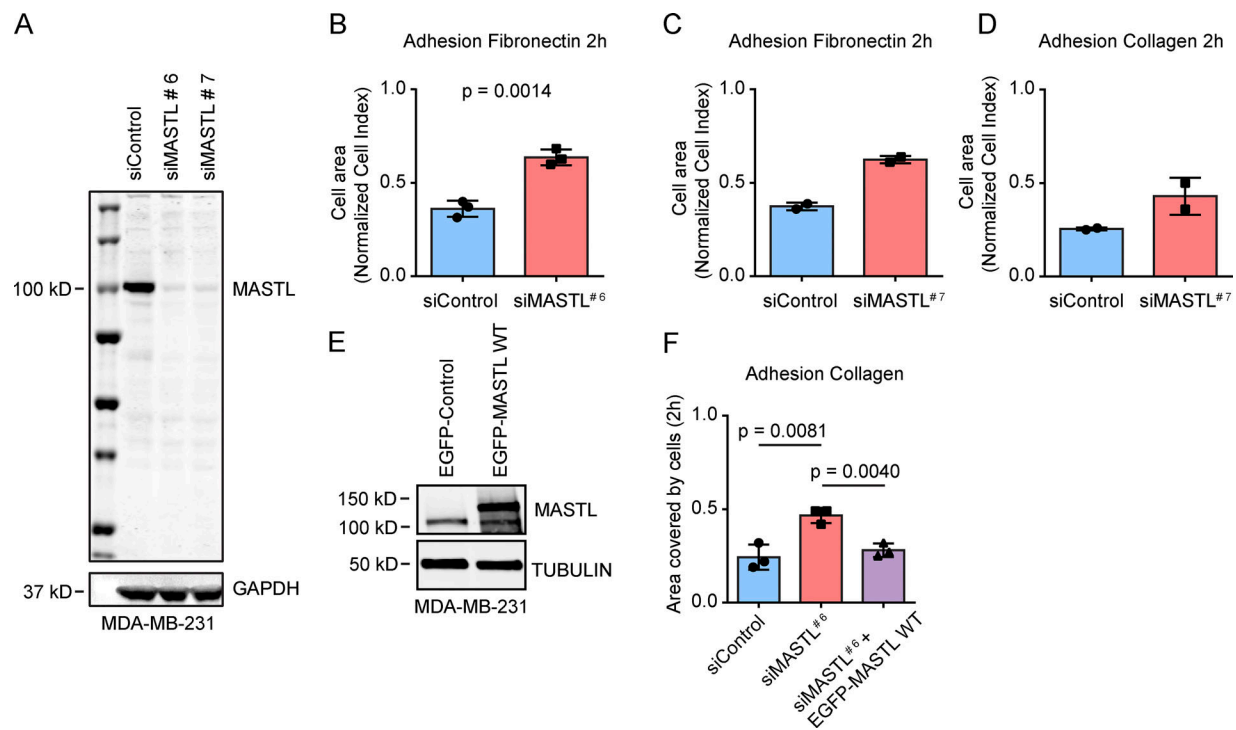 A
siControl
siMASTL # 6
siMASTL # 7
100 kD
MASTL
37 kD
GAPDH
MDA-MB-231
B
Adhesion Fibronectin 2h
Cell area
(Normalized Cell Index)
1.0
0.5
0.0
p = 0.0014
siControl
siMASTL#6
C
Adhesion Fibronectin 2h
Cell area
(Normalized Cell Index)
1.0
0.5
0.0
siControl
siMASTL#7
D
Adhesion Collagen 2h
Cell area
(Normalized Cell Index)
1.0
0.5
0.0
siControl
siMASTL#7
E
EGFP-Control
EGFP-MASTL WT
150 kD
100 kD
MASTL
50 kD
TUBULIN
MDA-MB-231
F
Adhesion Collagen
Area covered by cells (2h)
1.0
0.5
0.0
p = 0.0081
p = 0.0040
siControl
siMASTL#6
siMASTL#6 +
EGFP-MASTL WT